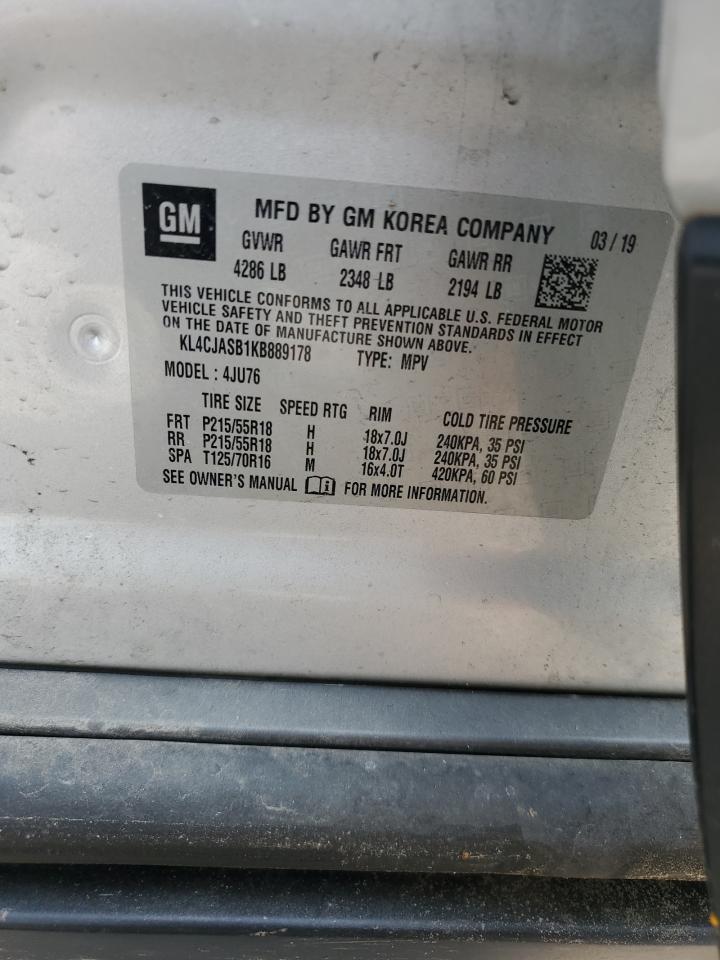 GM MFD BY GM KOREA COMPANY 03 / 19
GVWR GAWR FRT GAWR RR
4286 LB 2348 LB 2194 LB
THIS VEHICLE CONFORMS TO ALL APPLICABLE U.S. FEDERAL MOTOR
VEHICLE SAFETY AND THEFT PREVENTION STANDARDS IN EFFECT
ON THE DATE OF MANUFACTURE SHOWN ABOVE.
KL4CJASB1KB889178 TYPE: MPV
MODEL : 4JU76
TIRE SIZE SPEED RTG RIM COLD TIRE PRESSURE
FRT P215/55R18 H 18x7.0J 240KPA, 35 PSI
RR P215/55R18 H 18x7.0J 240KPA, 35 PSI
SPA T125/70R16 M 16x4.0T 420KPA, 60 PSI
SEE OWNER'S MANUAL i FOR MORE INFORMATION.